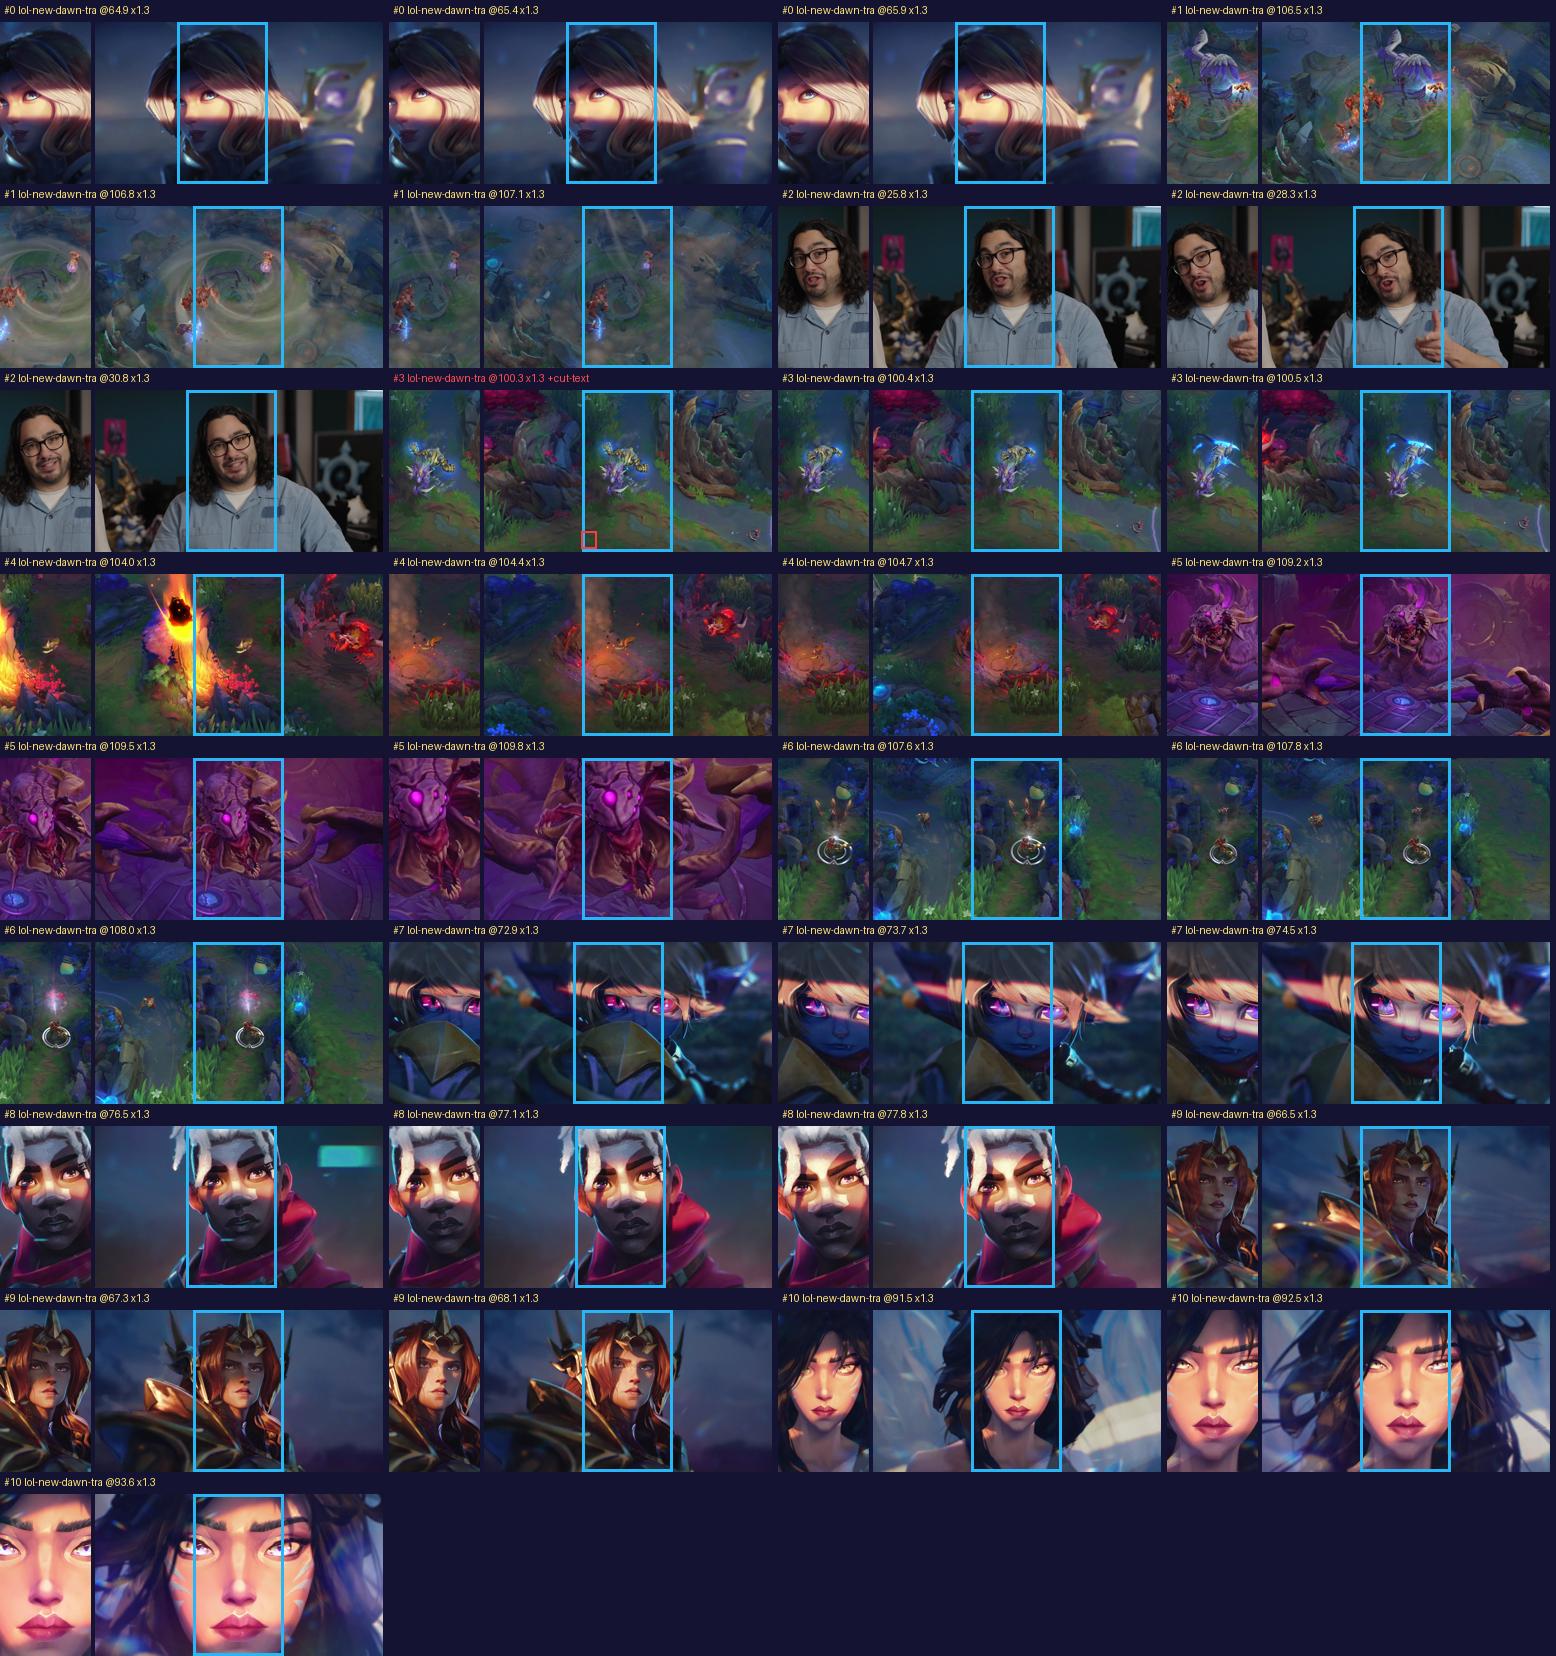 #0 lol-new-dawn-tra @64.9 x1.3
#0 lol-new-dawn-tra @65.4 x1.3
#0 lol-new-dawn-tra @65.9 x1.3
#1 lol-new-dawn-tra @106.5 x1.3
#1 lol-new-dawn-tra @106.8 x1.3
#1 lol-new-dawn-tra @107.1 x1.3
#2 lol-new-dawn-tra @25.8 x1.3
#2 lol-new-dawn-tra @28.3 x1.3
#2 lol-new-dawn-tra @30.8 x1.3
#3 lol-new-dawn-tra @100.3 x1.3 +cut-text
#3 lol-new-dawn-tra @100.4 x1.3
#3 lol-new-dawn-tra @100.5 x1.3
#4 lol-new-dawn-tra @104.0 x1.3
#4 lol-new-dawn-tra @104.4 x1.3
#4 lol-new-dawn-tra @104.7 x1.3
#5 lol-new-dawn-tra @109.2 x1.3
#5 lol-new-dawn-tra @109.5 x1.3
#5 lol-new-dawn-tra @109.8 x1.3
#6 lol-new-dawn-tra @107.6 x1.3
#6 lol-new-dawn-tra @107.8 x1.3
#6 lol-new-dawn-tra @108.0 x1.3
#7 lol-new-dawn-tra @72.9 x1.3
#7 lol-new-dawn-tra @73.7 x1.3
#7 lol-new-dawn-tra @74.5 x1.3
#8 lol-new-dawn-tra @76.5 x1.3
#8 lol-new-dawn-tra @77.1 x1.3
#8 lol-new-dawn-tra @77.8 x1.3
#9 lol-new-dawn-tra @66.5 x1.3
#9 lol-new-dawn-tra @67.3 x1.3
#9 lol-new-dawn-tra @68.1 x1.3
#10 lol-new-dawn-tra @91.5 x1.3
#10 lol-new-dawn-tra @92.5 x1.3
#10 lol-new-dawn-tra @93.6 x1.3